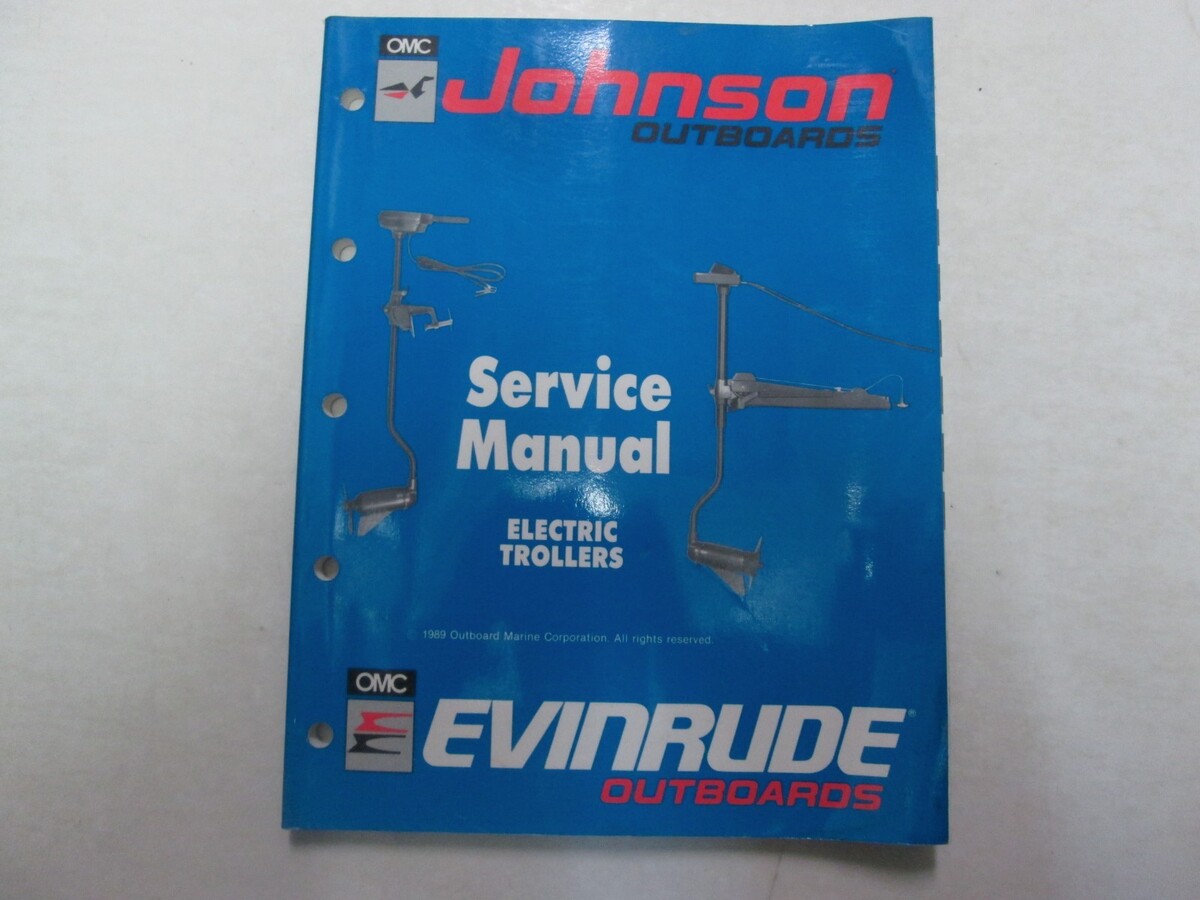 OMC
Johnson
OUTBOARDS
Service
Manual
ELECTRIC
TROLLERS
1989 Outboard Marine Corporation. All rights reserved.
OMC
EVINRUDE
OUTBOARDS